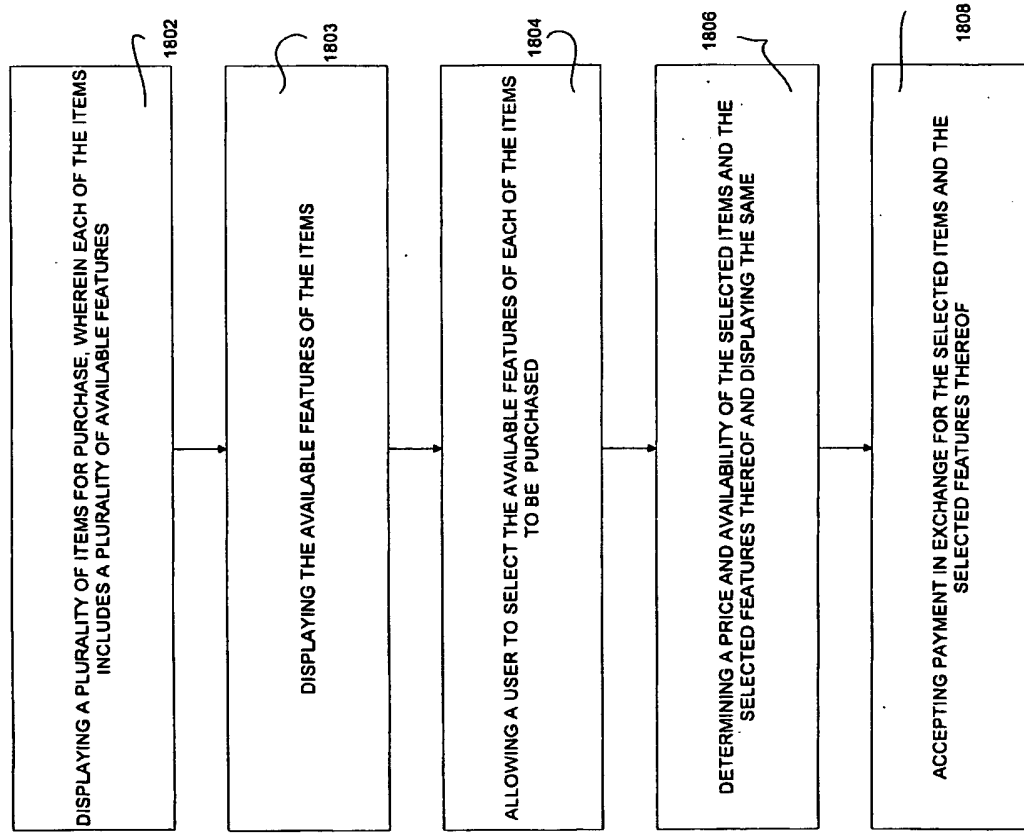 1802
DISPLAYING A PLURALITY OF ITEMS FOR PURCHASE, WHEREIN EACH OF THE ITEMS
INCLUDES A PLURALITY OF AVAILABLE FEATURES
1803
DISPLAYING THE AVAILABLE FEATURES OF THE ITEMS
1804
ALLOWING A USER TO SELECT THE AVAILABLE FEATURES OF EACH OF THE ITEMS
TO BE PURCHASED
1806
DETERMINING A PRICE AND AVAILABILITY OF THE SELECTED ITEMS AND THE
SELECTED FEATURES THEREOF AND DISPLAYING THE SAME
1808
ACCEPTING PAYMENT IN EXCHANGE FOR THE SELECTED ITEMS AND THE
SELECTED FEATURES THEREOF